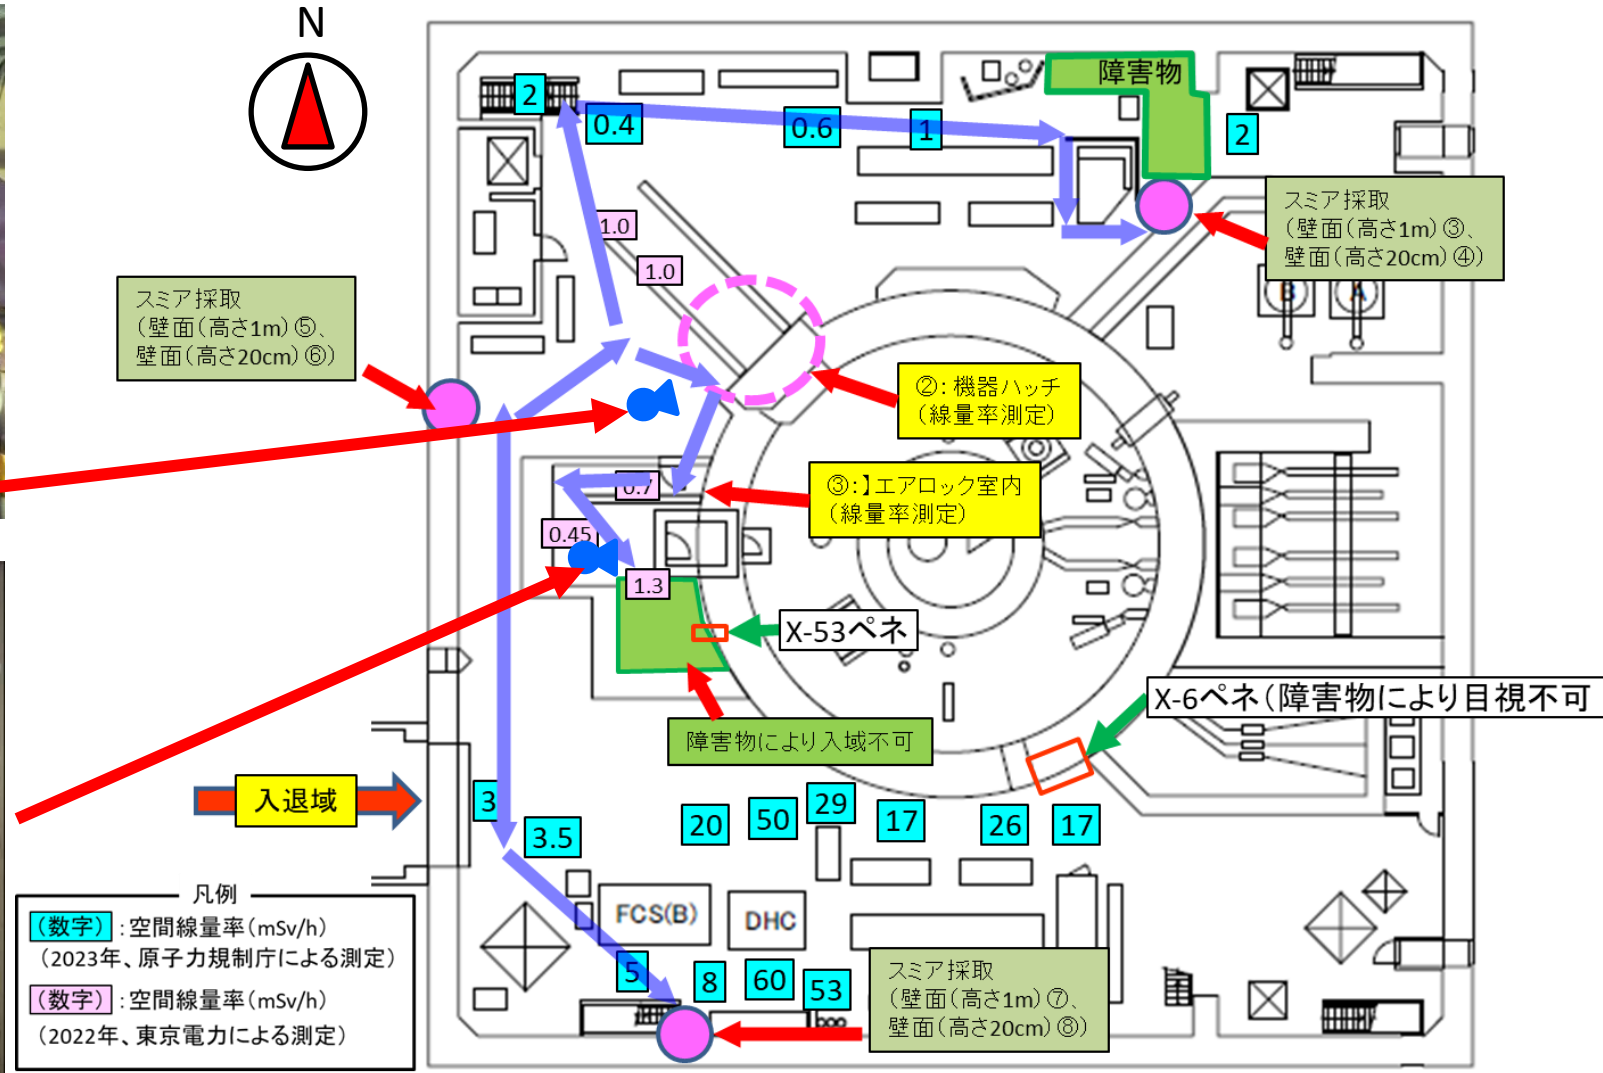 N
障害物
2
0.4
0.6
1
2
1.0
1.0
スミア採取
（壁面（高さ1m）③、
壁面（高さ20cm）④）
B
A
スミア採取
（壁面（高さ1m）⑤、
壁面（高さ20cm）⑥）
②：機器ハッチ
（線量率測定）
③：】エアロック室内
（線量率測定）
0.7
0.45
1.3
X-53ペネ
X-6ペネ（障害物により目視不可
障害物により入域不可
入退域
3
3.5
20
50
29
17
26
17
FCS(B)
DHC
5
8
60
53
スミア採取
（壁面（高さ1m）⑦、
壁面（高さ20cm）⑧）
凡例
（数字）：空間線量率（mSv/h）
（2023年、原子力規制庁による測定）
（数字）：空間線量率（mSv/h）
（2022年、東京電力による測定）